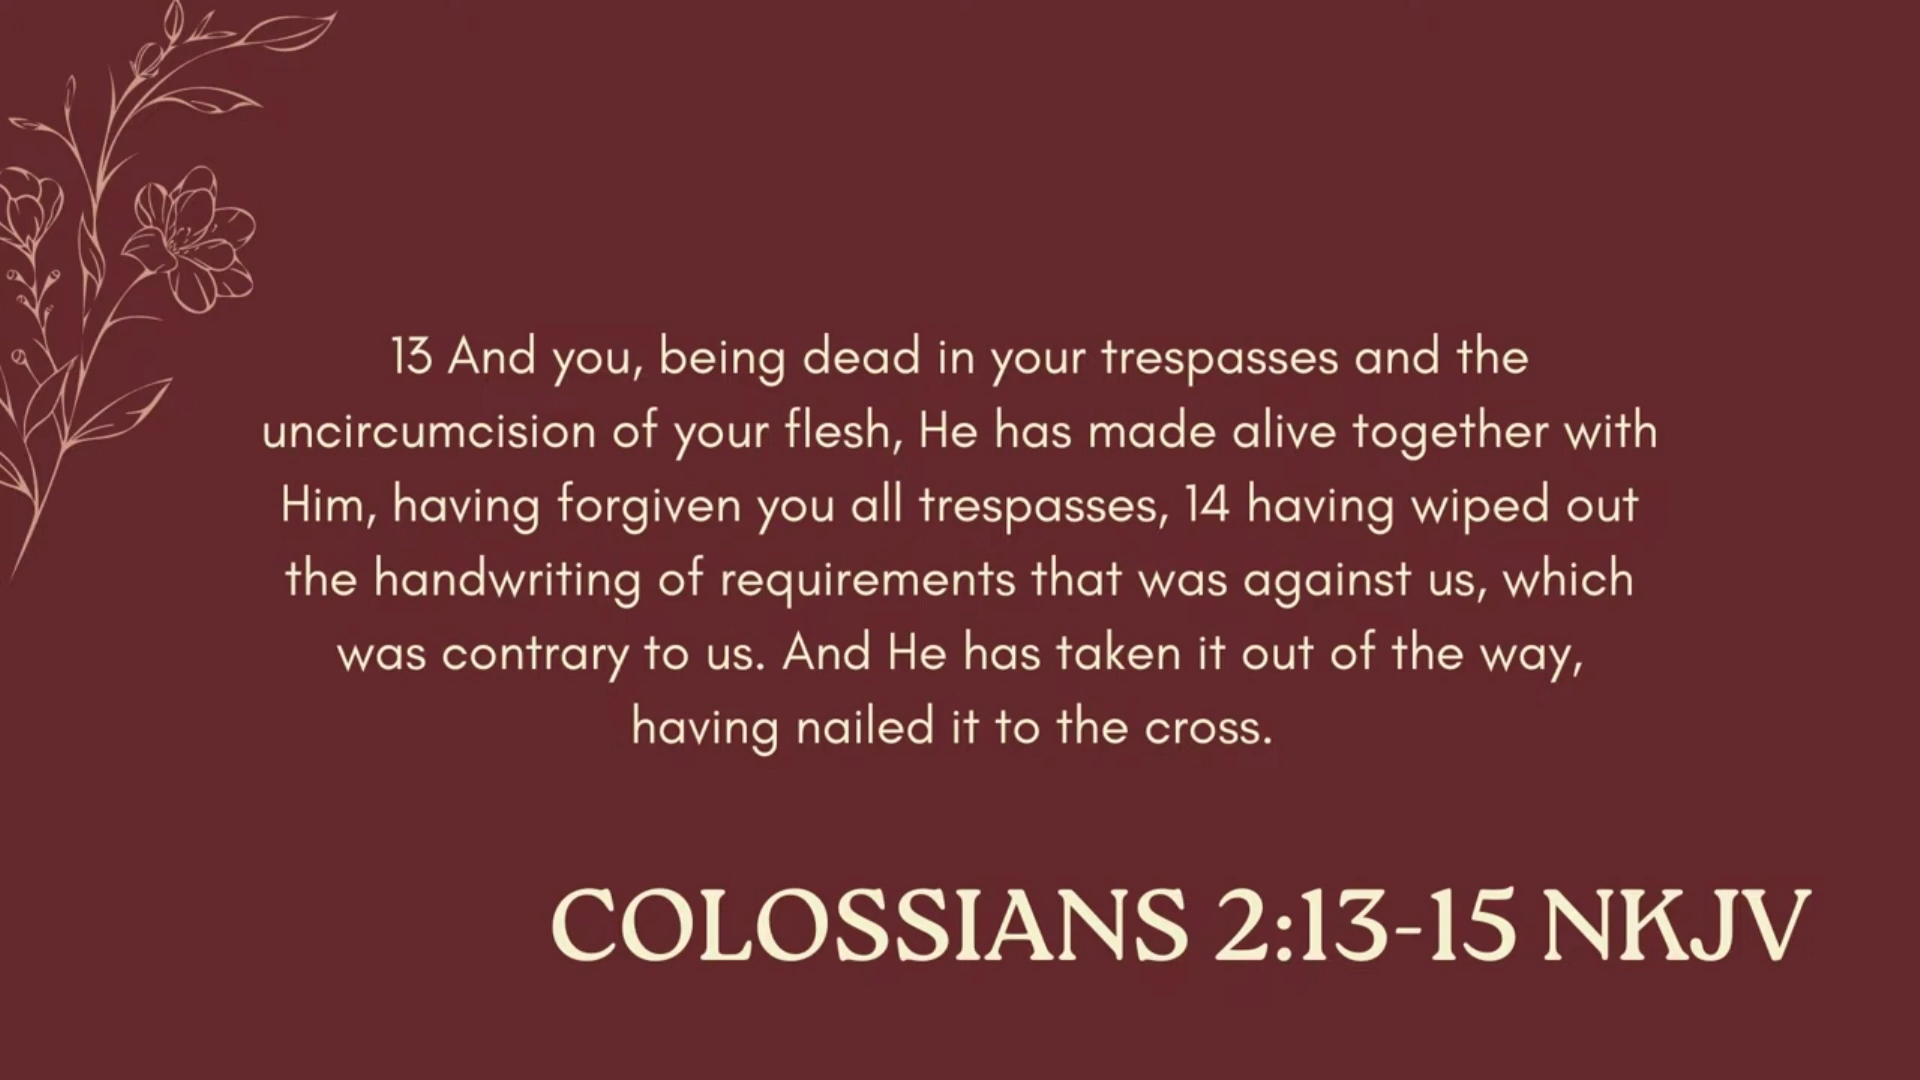 13 And you, being dead in your trespasses and the
uncircumcision of your flesh, He has made alive together with
Him, having forgiven you all trespasses, 14 having wiped out
the handwriting of requirements that was against us, which
was contrary to us. And He has taken it out of the way,
having nailed it to the cross.
COLOSSIANS 2:13-15 NKJV